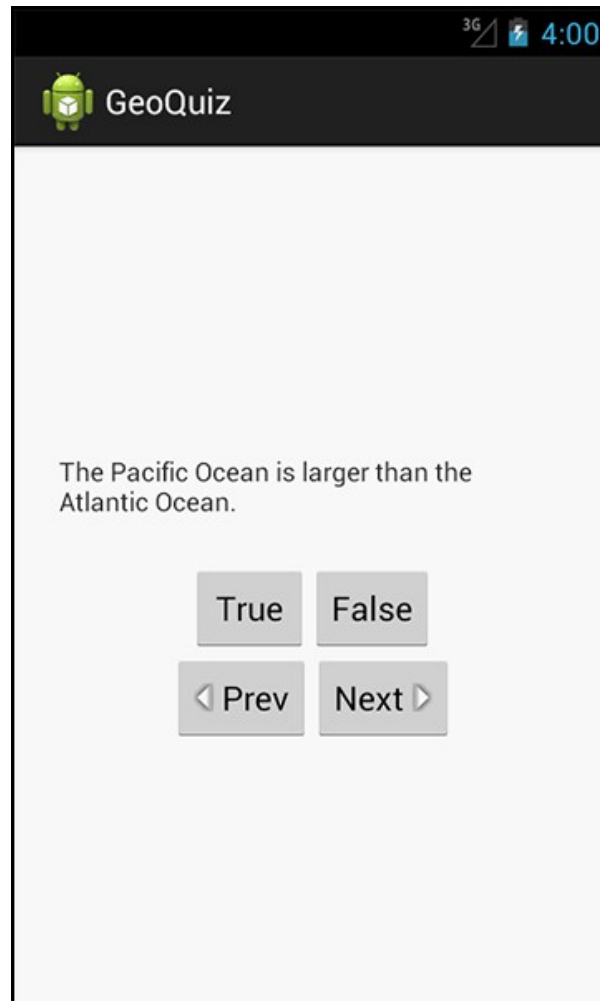 3G 4:00
GeoQuiz
The Pacific Ocean is larger than the
Atlantic Ocean.
True False
Prev Next